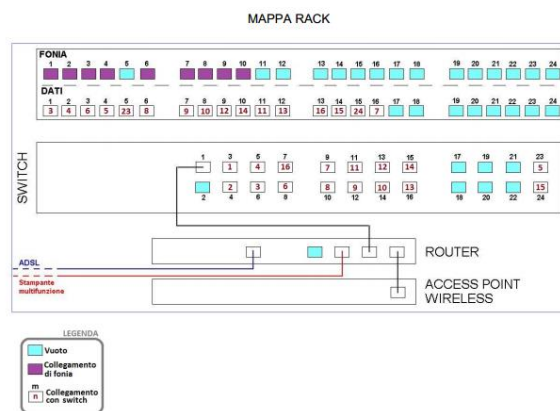 MAPPA RACK
FONIA
1 2 3 4 5 6 7 8 9 10 11 12 13 14 15 16 17 18 19 20 21 22 23 24
DATI
1 2 3 4 5 6 7 8 9 10 11 12 13 14 15 16 17 18 19 20 21 22 23 24
3 4 6 5 23 8 9 10 12 14 11 13 16 15 24 7
SWITCH
1 3 5 7 9 11 13 15 17 19 21 23
1 4 16 7 11 12 14 5
2 3 6 8 9 10 13 15
2 4 6 8 10 12 14 16 18 20 22 24
ROUTER
ADSL
Stampante
multifunzione
ACCESS POINT
WIRELESS
LEGENDA
Vuoto
Collegamento
di fonia
m
n Collegamento
con switch